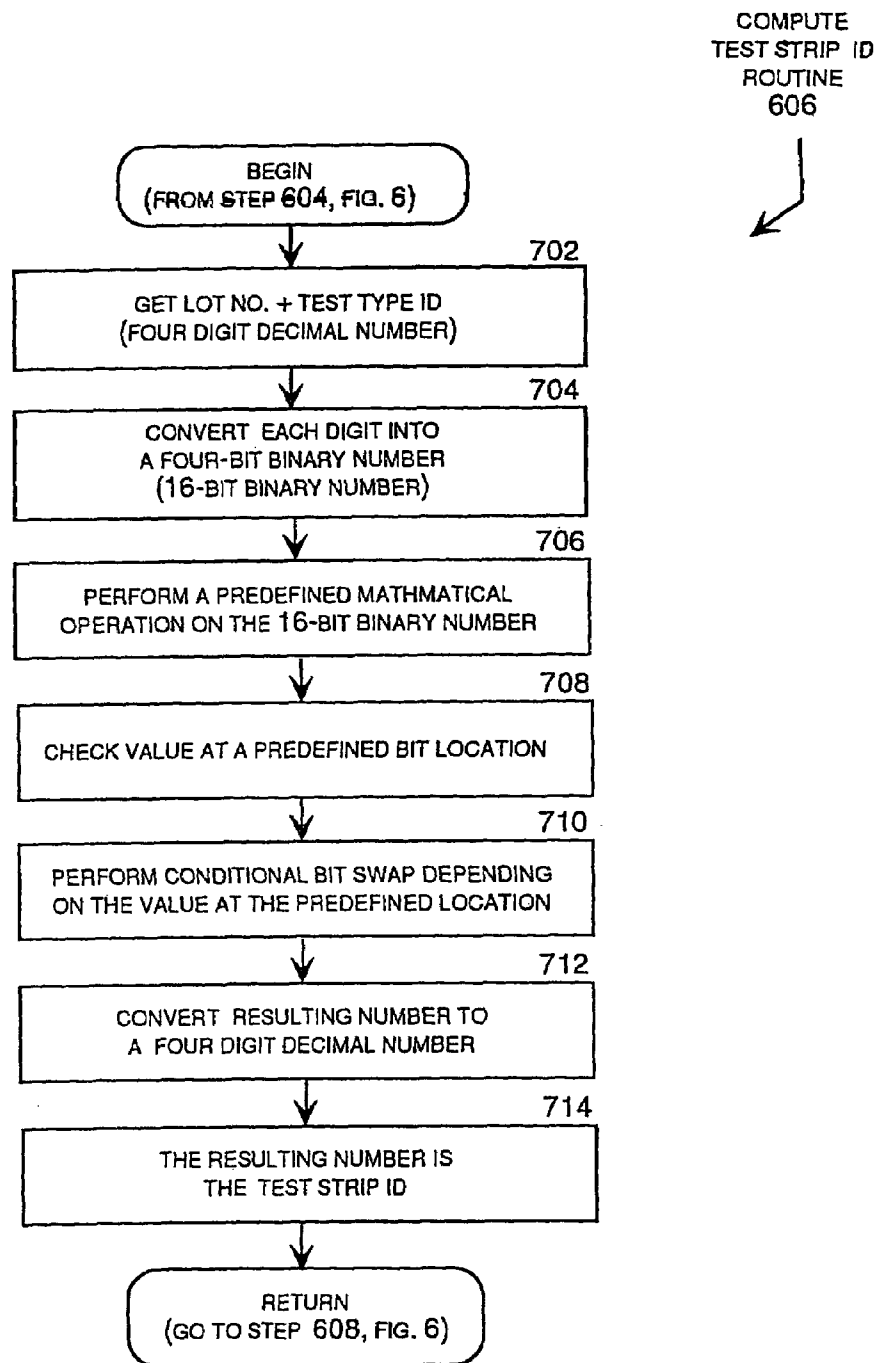 COMPUTE
TEST STRIP ID
ROUTINE
606
BEGIN
(FROM STEP 604, FIG. 6)
702
GET LOT NO. + TEST TYPE ID
(FOUR DIGIT DECIMAL NUMBER)
704
CONVERT EACH DIGIT INTO
A FOUR-BIT BINARY NUMBER
(16-BIT BINARY NUMBER)
706
PERFORM A PREDEFINED MATHMATICAL
OPERATION ON THE 16-BIT BINARY NUMBER
708
CHECK VALUE AT A PREDEFINED BIT LOCATION
710
PERFORM CONDITIONAL BIT SWAP DEPENDING
ON THE VALUE AT THE PREDEFINED LOCATION
712
CONVERT RESULTING NUMBER TO
A FOUR DIGIT DECIMAL NUMBER
714
THE RESULTING NUMBER IS
THE TEST STRIP ID
RETURN
(GO TO STEP 608, FIG. 6)